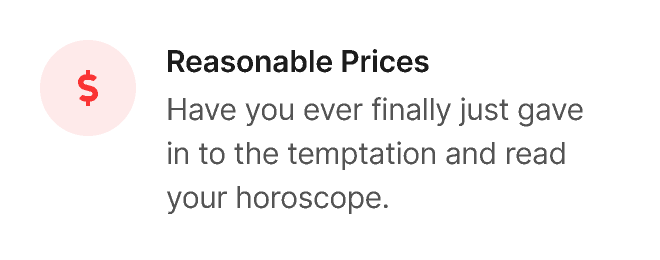 $
Reasonable Prices
Have you ever finally just gave
in to the temptation and read
your horoscope.